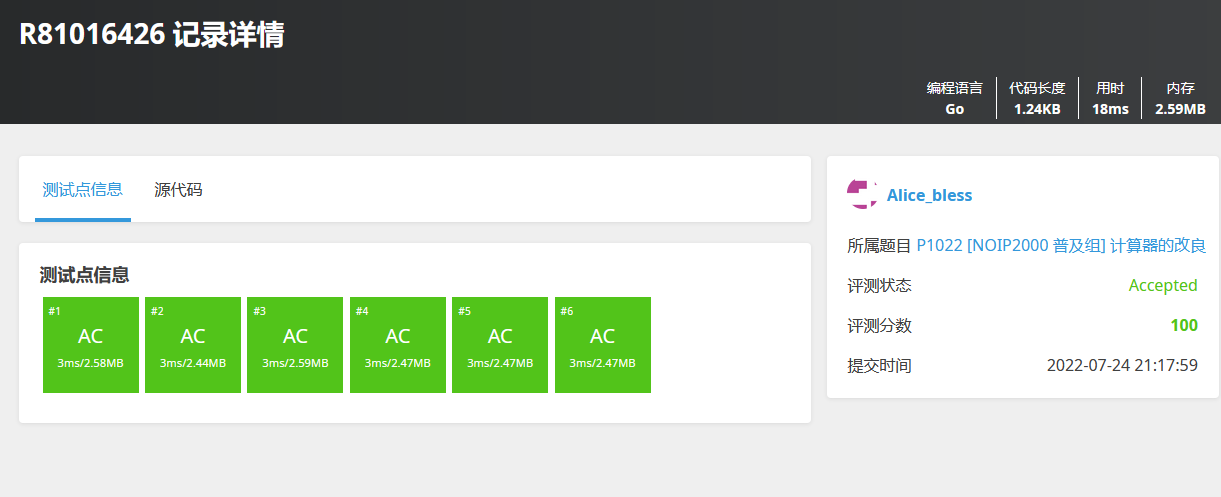 R81016426 记录详情
编程语言 代码长度 用时 内存
Go 1.24KB 18ms 2.59MB
测试点信息 源代码
测试点信息
#1 #2 #3 #4 #5 #6
AC AC AC AC AC AC
3ms/2.58MB 3ms/2.44MB 3ms/2.59MB 3ms/2.47MB 3ms/2.47MB 3ms/2.47MB
Alice_bless
所属题目 P1022 [NOIP2000 普及组] 计算器的改良
评测状态 Accepted
评测分数 100
提交时间 2022-07-24 21:17:59